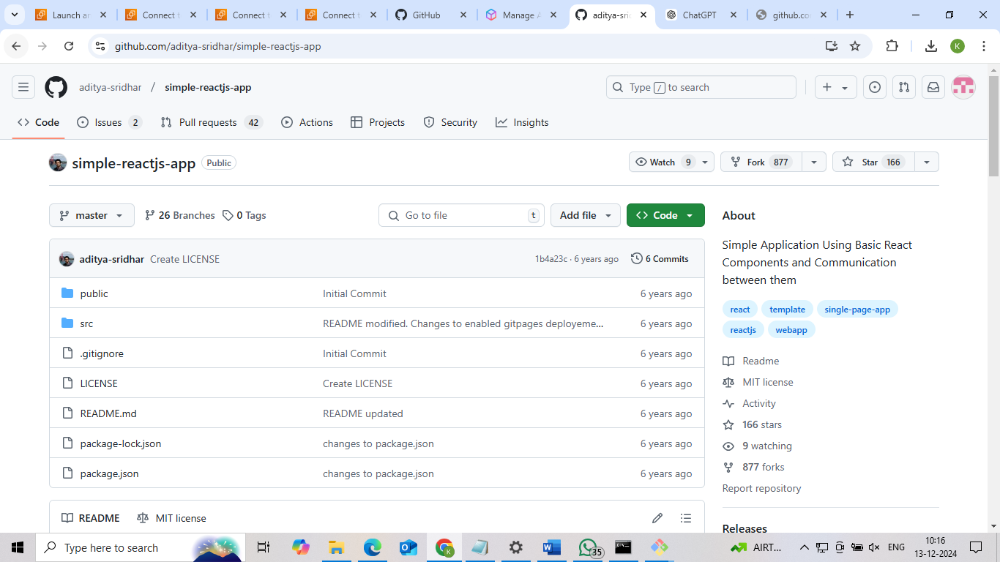 Launch an
Connect t
Connect t
Connect t
GitHub
Manage A
aditya-sri
ChatGPT
github.co
github.com/aditya-sridhar/simple-reactjs-app
K
aditya-sridhar / simple-reactjs-app
Type / to search
Code
Issues 2
Pull requests 42
Actions
Projects
Security
Insights
simple-reactjs-app Public
Watch 9
Fork 877
Star 166
master
26 Branches
0 Tags
Go to file t
Add file
Code
aditya-sridhar Create LICENSE 1b4a23c · 6 years ago 6 Commits
public Initial Commit 6 years ago
src README modified. Changes to enabled gitpages deployeme... 6 years ago
.gitignore Initial Commit 6 years ago
LICENSE Create LICENSE 6 years ago
README.md README updated 6 years ago
package-lock.json changes to package.json 6 years ago
package.json changes to package.json 6 years ago
README MIT license
About
Simple Application Using Basic React
Components and Communication
between them
react template single-page-app
reactjs webapp
Readme
MIT license
Activity
166 stars
9 watching
877 forks
Report repository
Releases
Type here to search
35
AIRT...
ENG
10:16
13-12-2024